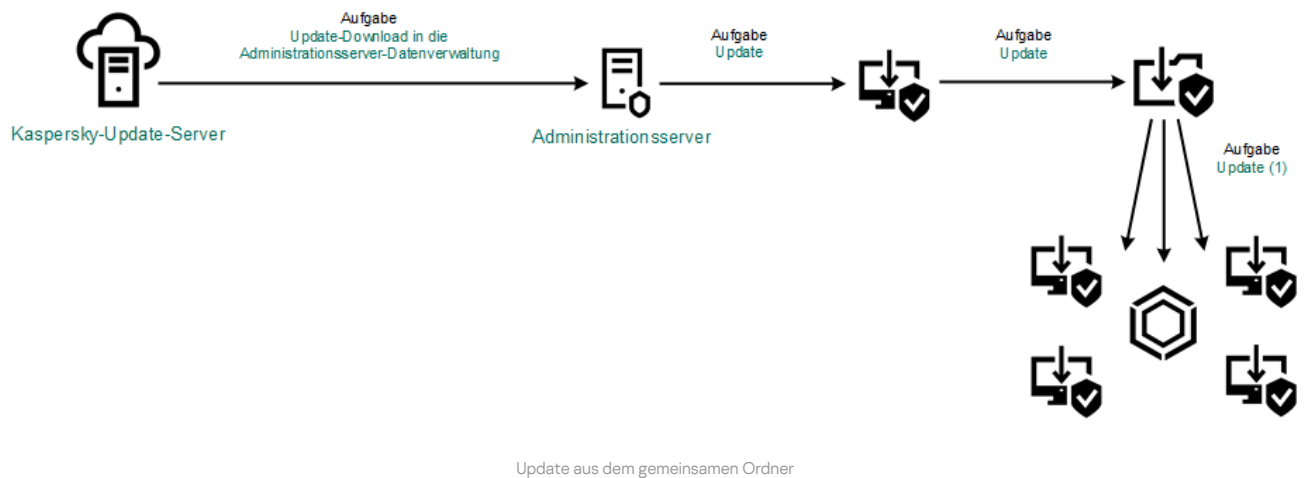 Aufgabe
Update-Download in die
Administrationsserver-Datenverwaltung
Aufgabe
Update
Aufgabe
Update
Kaspersky-Update-Server
Administrationsserver
Aufgabe
Update (1)
Update aus dem gemeinsamen Ordner